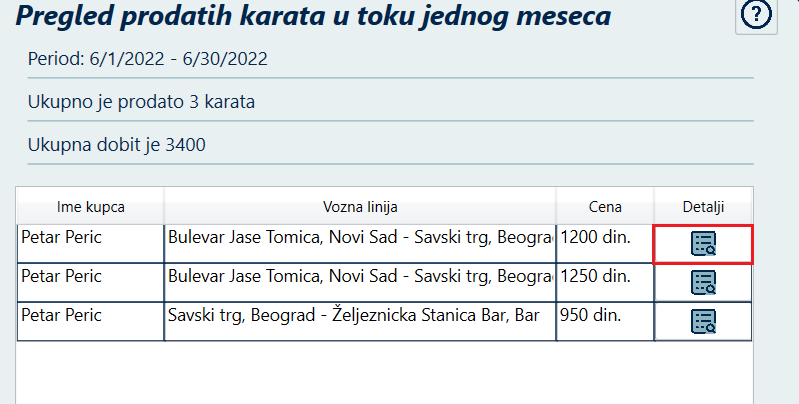 Pregled prodatih karata u toku jednog meseca
?
Period: 6/1/2022 - 6/30/2022
Ukupno je prodato 3 karata
Ukupna dobit je 3400
Ime kupca Vozna linija Cena Detalji
Petar Peric Bulevar Jase Tomica, Novi Sad - Savski trg, Beogra 1200 din.
Petar Peric Bulevar Jase Tomica, Novi Sad - Savski trg, Beogra 1250 din.
Petar Peric Savski trg, Beograd - Željeznicka Stanica Bar, Bar 950 din.